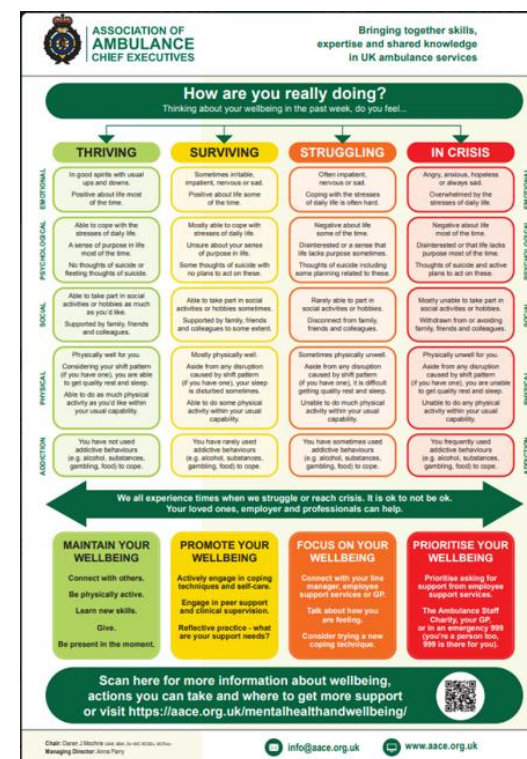 ASSOCIATION OF
AMBULANCE
CHIEF EXECUTIVES
Bringing together skills,
expertise and shared knowledge
in UK ambulance services
How are you really doing?
Thinking about your wellbeing in the past week, do you feel...
THRIVING
SURVIVING
STRUGGLING
IN CRISIS
EMOTIONAL
In good spirits with usual
ups and downs.
Positive about life most
of the time.
Sometimes irritable,
impatient, nervous or sad.
Positive about life some
of the time.
Often impatient,
nervous or sad.
Coping with the stresses
of daily life is often hard.
Angry, anxious, hopeless
or always sad.
Overwhelmed by the
stresses of daily life.
EMOTIONAL
PSYCHOLOGICAL
Able to cope with the
stresses of daily life.
A sense of purpose in life
most of the time.
No thoughts of suicide or
fleeting thoughts of suicide.
Mostly able to cope with
stresses of daily life.
Unsure about your sense
of purpose in life.
Some thoughts of suicide with
no plans to act on these.
Negative about life
some of the time.
Disinterested or a sense that
life lacks purpose sometimes.
Thoughts of suicide including
some planning related to these.
Negative about life
most of the time.
Disinterested or that life lacks
purpose most of the time.
Thoughts of suicide and active
plans to act on these.
SOCIAL
Able to take part in social
activities or hobbies as much
as you'd like.
Supported by family, friends
and colleagues.
Able to take part in social
activities or hobbies sometimes.
Supported by family, friends
and colleagues to some extent.
Rarely able to part in
social activities or hobbies.
Disconnect from family,
friends and colleagues.
Mostly unable to take part in
social activities or hobbies.
Withdrawn from or avoiding
family, friends and colleagues.
PHYSICAL
Physically well for you.
Considering your shift pattern
(if you have one), you are able
to get quality rest and sleep.
Able to do as much physical
activity as you'd like within
your usual capability.
Mostly physically well.
Aside from any disruption
caused by shift pattern
(if you have one), your sleep
is disturbed sometimes.
Able to do some physical
activity within your usual
capability.
Sometimes physically unwell.
Aside from any disruption
caused by shift pattern
(if you have one), it is difficult
getting quality rest and sleep.
Unable to do much physical
activity within your usual
capability.
Physically unwell for you.
Aside from any disruption
caused by shift pattern
(if you have one), you are unable
to get quality rest and sleep.
Unable to do any physical
activity within your usual
capability.
ADDICTION
You have not used
addictive behaviours
(e.g. alcohol, substances,
gambling, food) to cope.
You have rarely used
addictive behaviours
(e.g. alcohol, substances,
gambling, food) to cope.
You have sometimes used
addictive behaviours
(e.g. alcohol, substances,
gambling, food) to cope.
You frequently used
addictive behaviours
(e.g. alcohol, substances,
gambling, food) to cope.
We all experience times when we struggle or reach crisis. It is ok to not be ok.
Your loved ones, employer and professionals can help.
MAINTAIN YOUR
WELLBEING
Connect with others.
Be physically active.
Learn new skills.
Give.
Be present in the moment.
PROMOTE YOUR
WELLBEING
Actively engage in coping
techniques and self-care.
Engage in peer support
and clinical supervision.
Reflective practice - what
are your support needs?
FOCUS ON YOUR
WELLBEING
Connect with your line
manager, employee
support services or GP.
Talk about how you
are feeling.
Consider trying a new
coping technique.
PRIORITISE YOUR
WELLBEING
Prioritise asking for
support from employee
support services.
The Ambulance Staff
Charity, your GP,
or in an emergency 999
(you're a person too,
999 is there for you).
Scan here for more information about wellbeing,
actions you can take and where to get more support
or visit https://aace.org.uk/mentalhealthandwellbeing/
Chair: Daren J Mochrie
Managing Director: Anna Parry
info@aace.org.uk
www.aace.org.uk